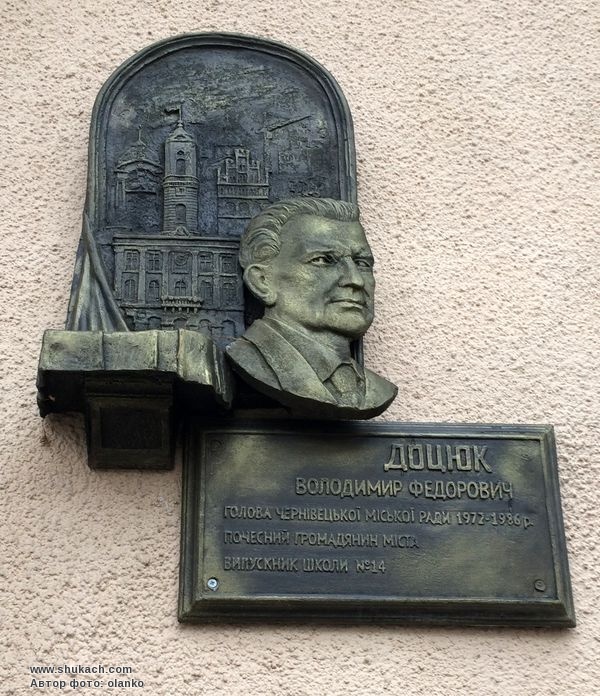 ДОЦЮК
ВОЛОДИМИР ФЕДОРОВИЧ
ГОЛОВА ЧЕРНІВЕЦЬКОЇ МІСЬКОЇ РАДИ 1972-1986 р.
ПОЧЕСНИЙ ГРОМАДЯНИН МІСТА
ВИПУСКНИК ШКОЛИ №14
www.shukach.com
Автор фото: olanko